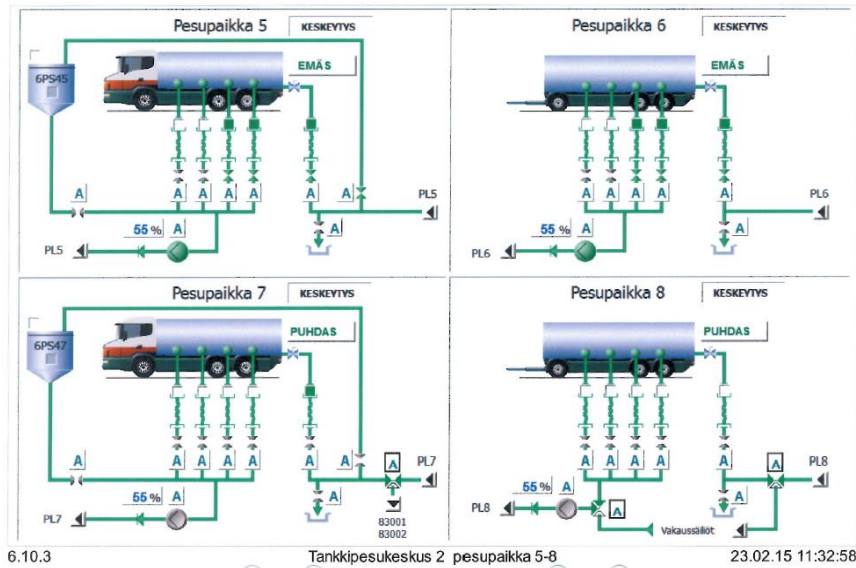 Pesupaikka 5 KESKEYTYS
6PS45
EMÄS
A A A A A A A
PL5
A
55 % A
PL5
Pesupaikka 6 KESKEYTYS
EMÄS
A A A A A
PL6
A
55 % A
PL6
Pesupaikka 7 KESKEYTYS
6PS47
PUHDAS
A A A A A A A A
PL7
A
55 % A
PL7
83001
83002
Pesupaikka 8 KESKEYTYS
PUHDAS
A A A A A A
PL8
A
55 % A
PL8
A
Vakaussäiliöt
6.10.3 Tankkipesukeskus 2 pesupaikka 5-8 23.02.15 11:32:58